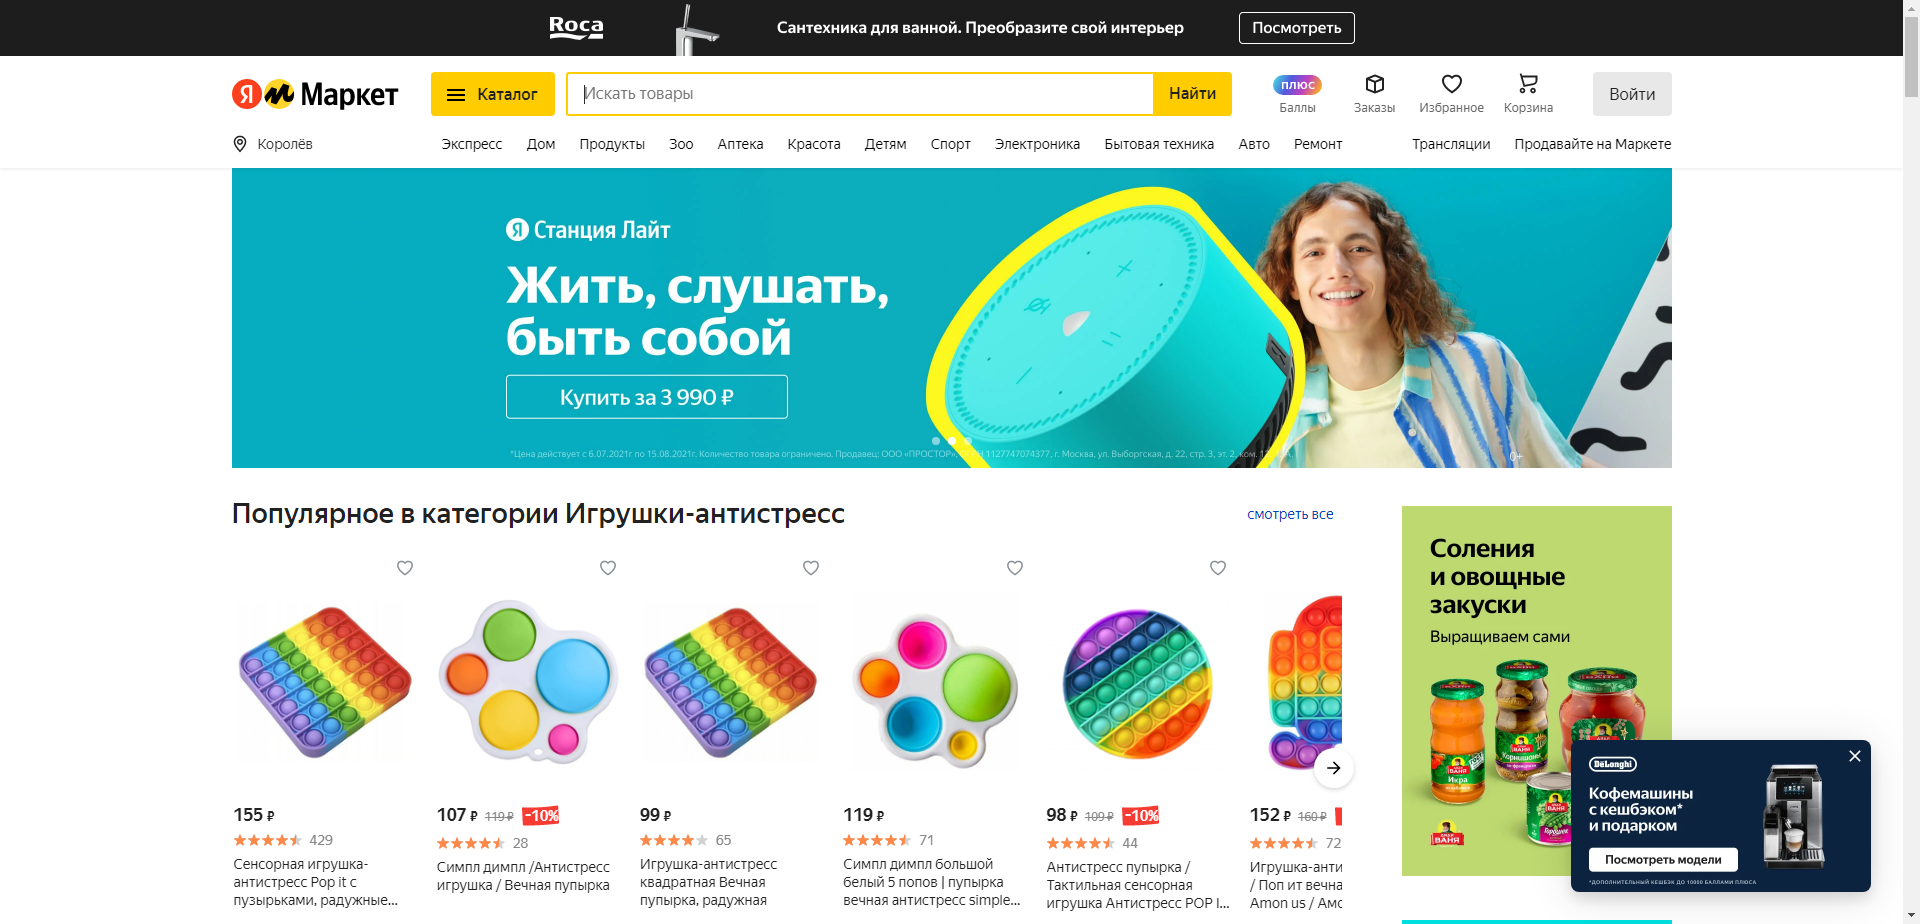 Roca
Сантехника для ванной. Преобразите свой интерьер
Посмотреть
Я Маркет
Каталог
Искать товары
Найти
плюс
Баллы
Заказы
Избранное
Корзина
Войти
Королёв
Экспресс
Дом
Продукты
Зоо
Аптека
Красота
Детям
Спорт
Электроника
Бытовая техника
Авто
Ремонт
Трансляции
Продавайте на Маркете
Я Станция Лайт
Жить, слушать,
быть собой
Купить за 3 990 ₽
*Цена действует с 6.07.2021г по 15.08.2021г. Количество товара ограничено. Продавец: ООО «ПРОСТОР», 1127747074377, г. Москва, ул. Выборгская, д. 22, стр. 3, эт. 2, ком.
0+
Популярное в категории Игрушки-антистресс
смотреть все
155 ₽
429
Сенсорная игрушка-
антистресс Pop it с
пузырьками, радужные...
107 ₽ 119 ₽ -10%
28
Симпл димпл /Антистресс
игрушка / Вечная пупырка
99 ₽
65
Игрушка-антистресс
квадратная Вечная
пупырка, радужная
119 ₽
71
Симпл димпл большой
белый 5 попов | пупырка
вечная антистресс simple...
98 ₽ 109 ₽ -10%
44
Антистресс пупырка /
Тактильная сенсорная
игрушка Антистресс POP I...
152 ₽ 160 ₽
72
Игрушка-анти
/ Поп ит вечна
Amon us / Амо
Соления
и овощные
закуски
Выращиваем сами
ДЯДЯ ВАНЯ
Икра
Корнишоны
Горошек
DeLonghi
Кофемашины
с кешбэком*
и подарком
Посмотреть модели
*ДОПОЛНИТЕЛЬНЫЙ КЕШБЭК ДО 10000 БАЛЛАМИ ПЛЮСА